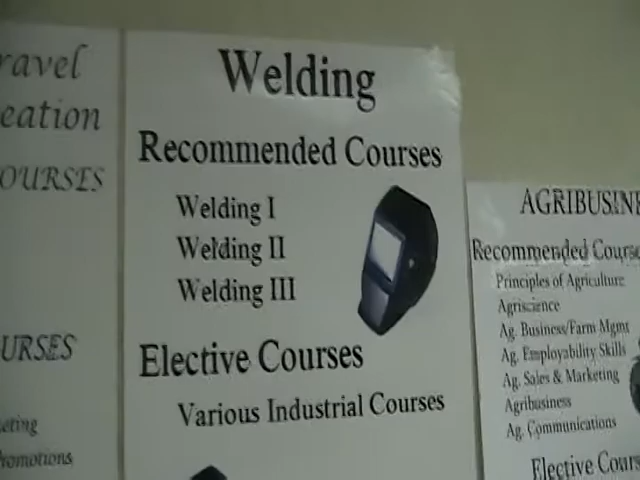 Welding
Recommended Courses
Welding I
Welding II
Welding III
Elective Courses
Various Industrial Courses
AGRIBUSINE
Recommended Course
Principles of Agriculture
Agriscience
Ag. Business/Farm Mgmt
Ag. Employability Skills
Ag. Sales & Marketing
Agribusiness
Ag. Communications
Elective Cours
ravel
eation
OURSES
URSES
eting
romotions